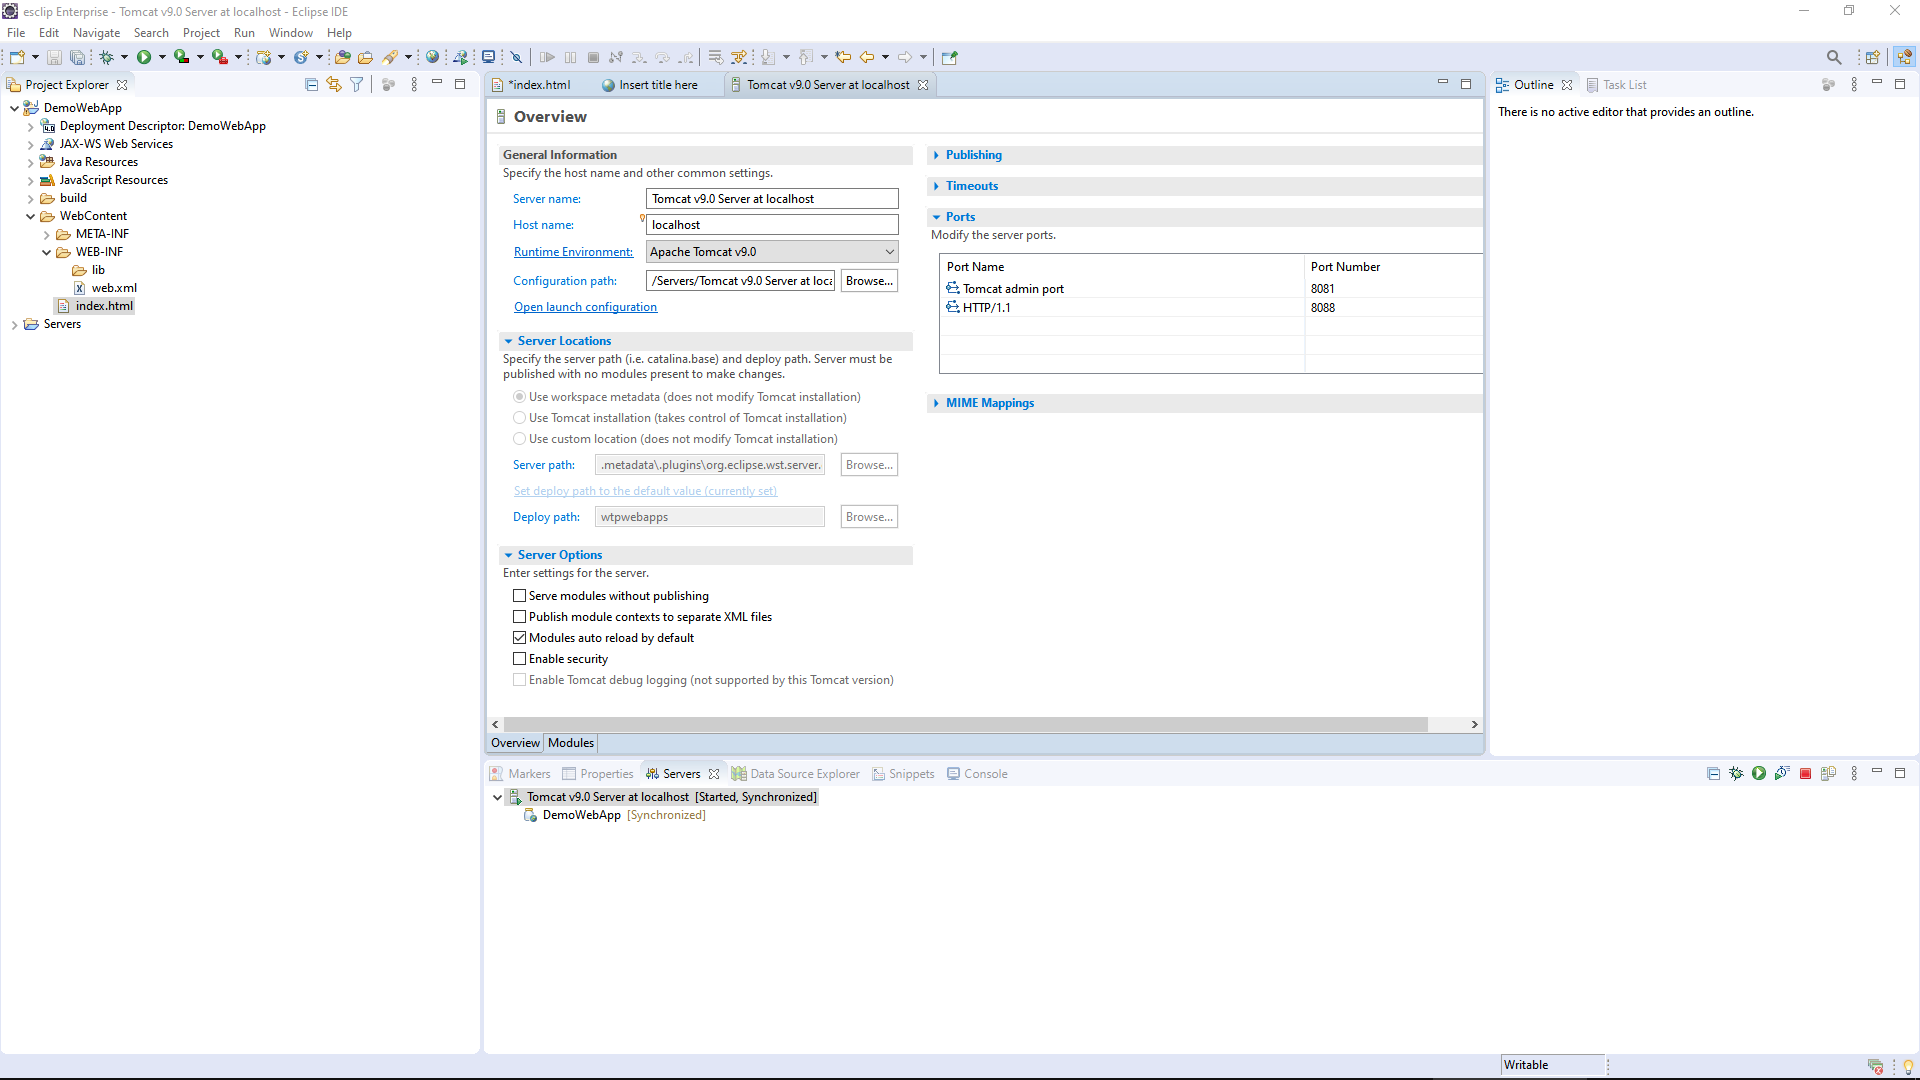 esclip Enterprise - Tomcat v9.0 Server at localhost - Eclipse IDE
File Edit Navigate Search Project Run Window Help
Project Explorer
DemoWebApp
Deployment Descriptor: DemoWebApp
JAX-WS Web Services
Java Resources
JavaScript Resources
build
WebContent
META-INF
WEB-INF
lib
web.xml
index.html
Servers
*index.html Insert title here Tomcat v9.0 Server at localhost
Overview
General Information
Specify the host name and other common settings.
Server name: Tomcat v9.0 Server at localhost
Host name: localhost
Runtime Environment: Apache Tomcat v9.0
Configuration path: /Servers/Tomcat v9.0 Server at loca Browse...
Open launch configuration
Server Locations
Specify the server path (i.e. catalina.base) and deploy path. Server must be
published with no modules present to make changes.
Use workspace metadata (does not modify Tomcat installation)
Use Tomcat installation (takes control of Tomcat installation)
Use custom location (does not modify Tomcat installation)
Server path: .metadata\.plugins\org.eclipse.wst.server. Browse...
Set deploy path to the default value (currently set)
Deploy path: wtpwebapps Browse...
Server Options
Enter settings for the server.
Serve modules without publishing
Publish module contexts to separate XML files
Modules auto reload by default
Enable security
Enable Tomcat debug logging (not supported by this Tomcat version)
Publishing
Timeouts
Ports
Modify the server ports.
Port Name Port Number
Tomcat admin port 8081
HTTP/1.1 8088
MIME Mappings
Overview Modules
Outline Task List
There is no active editor that provides an outline.
Markers Properties Servers Data Source Explorer Snippets Console
Tomcat v9.0 Server at localhost [Started, Synchronized]
DemoWebApp [Synchronized]
Writable